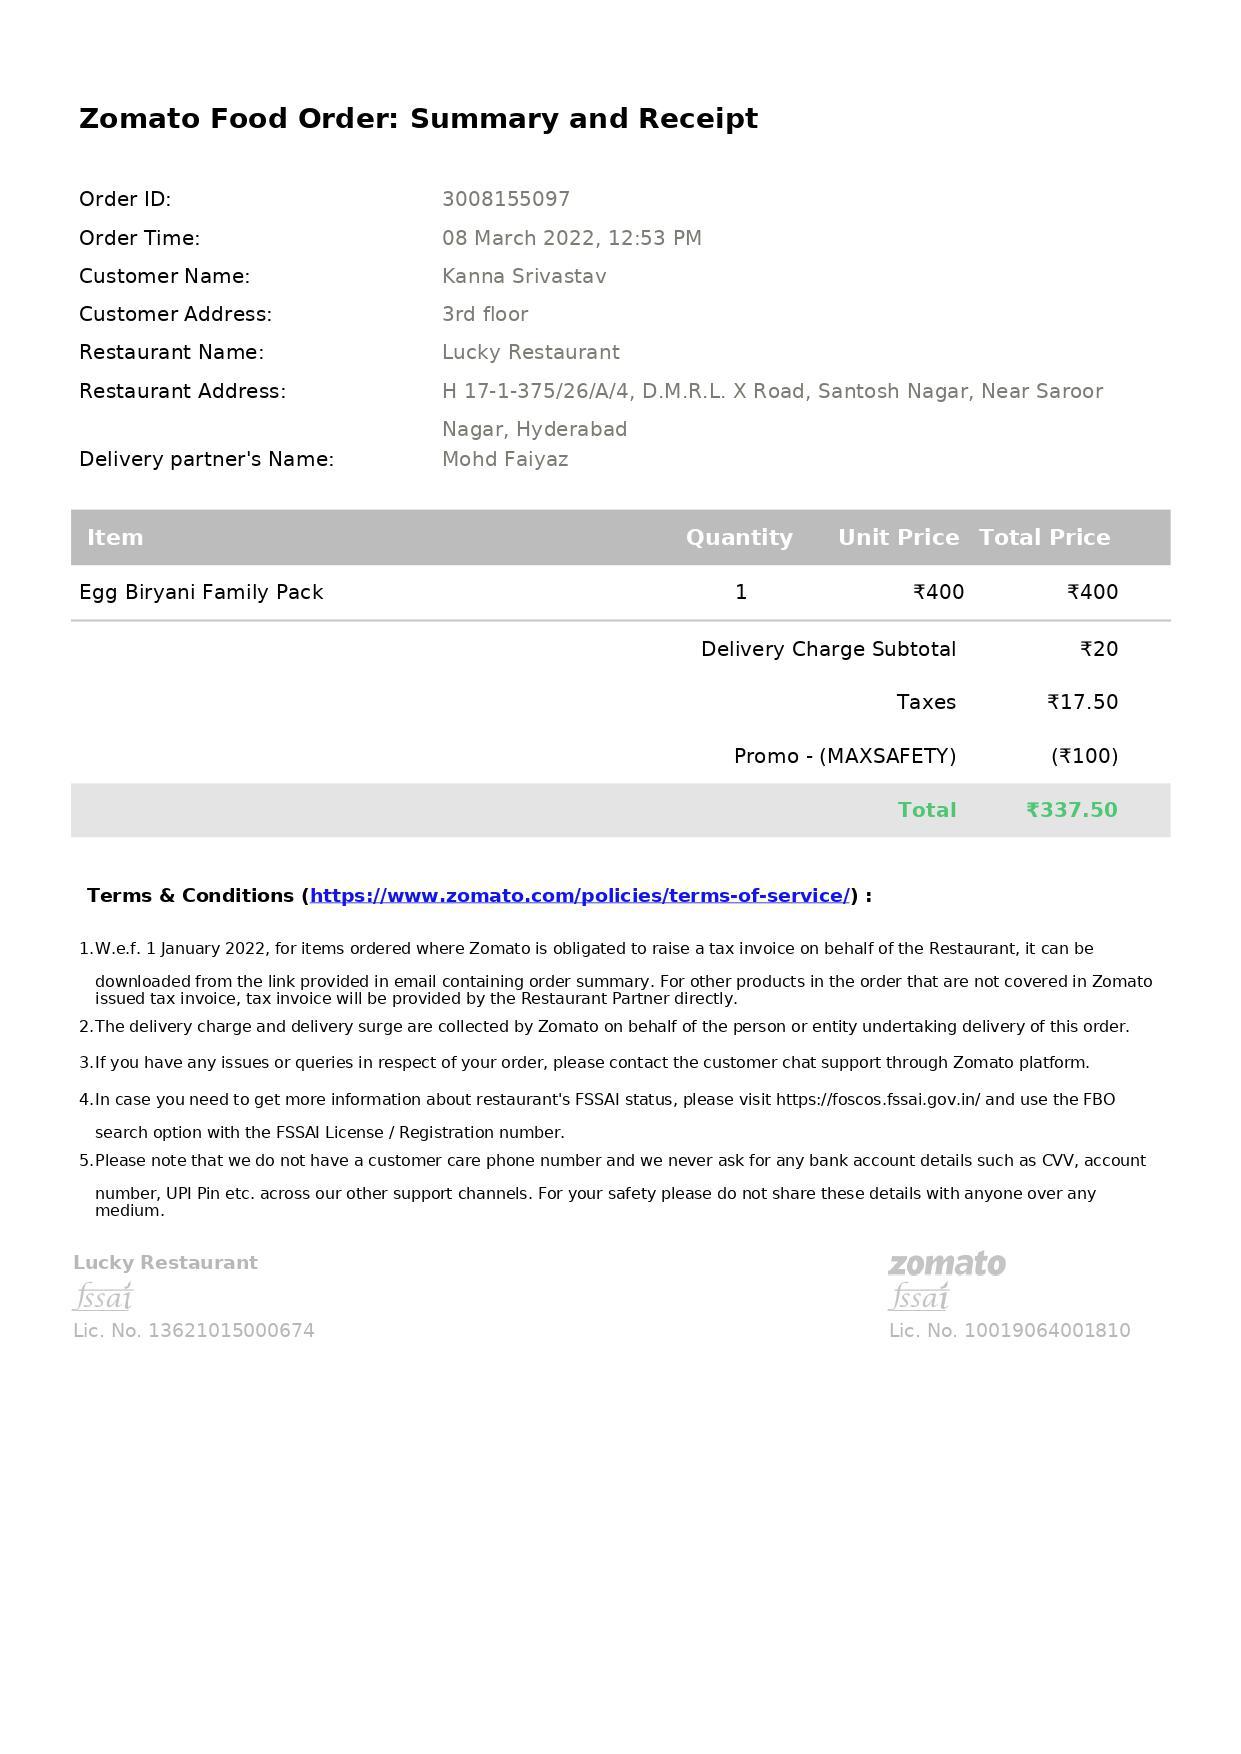 Zomato Food Order: Summary and Receipt
Order ID: 3008155097
Order Time: 08 March 2022, 12:53 PM
Customer Name: Kanna Srivastav
Customer Address: 3rd floor
Restaurant Name: Lucky Restaurant
Restaurant Address: H 17-1-375/26/A/4, D.M.R.L. X Road, Santosh Nagar, Near Saroor
Nagar, Hyderabad
Delivery partner's Name: Mohd Faiyaz
Item Quantity Unit Price Total Price
Egg Biryani Family Pack 1 ₹400 ₹400
Delivery Charge Subtotal ₹20
Taxes ₹17.50
Promo - (MAXSAFETY) (₹100)
Total ₹337.50
Terms & Conditions (https://www.zomato.com/policies/terms-of-service/) :
1.W.e.f. 1 January 2022, for items ordered where Zomato is obligated to raise a tax invoice on behalf of the Restaurant, it can be
downloaded from the link provided in email containing order summary. For other products in the order that are not covered in Zomato
issued tax invoice, tax invoice will be provided by the Restaurant Partner directly.
2.The delivery charge and delivery surge are collected by Zomato on behalf of the person or entity undertaking delivery of this order.
3.If you have any issues or queries in respect of your order, please contact the customer chat support through Zomato platform.
4.In case you need to get more information about restaurant's FSSAI status, please visit https://foscos.fssai.gov.in/ and use the FBO
search option with the FSSAI License / Registration number.
5.Please note that we do not have a customer care phone number and we never ask for any bank account details such as CVV, account
number, UPI Pin etc. across our other support channels. For your safety please do not share these details with anyone over any
medium.
Lucky Restaurant zomato
fssai fssai
Lic. No. 13621015000674 Lic. No. 10019064001810